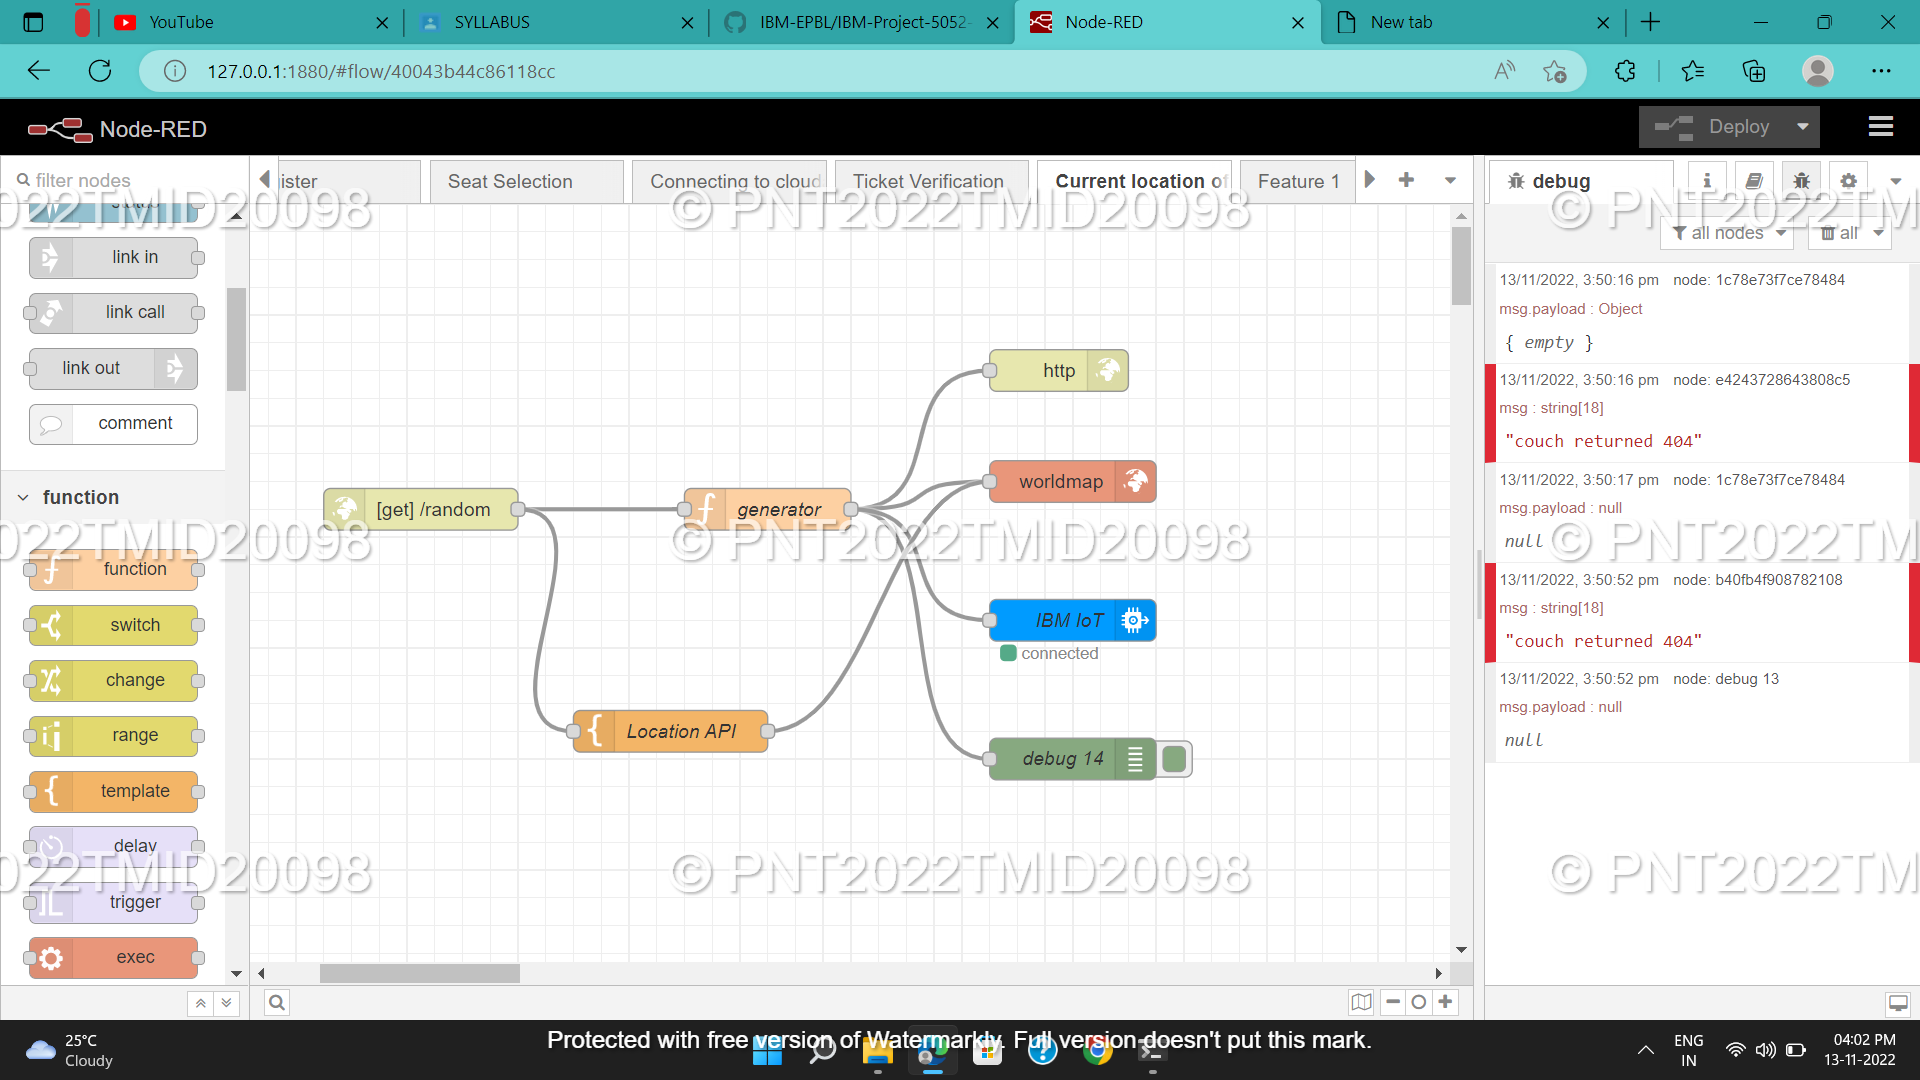 YouTube
SYLLABUS
IBM-EPBL/IBM-Project-5052-
Node-RED
New tab
127.0.0.1:1880/#flow/40043b44c86118cc
Node-RED
Deploy
filter nodes
ister
Seat Selection
Connecting to cloud
Ticket Verification
Current location of
Feature 1
debug
all nodes
all
status
link in
link call
link out
comment
function
function
switch
change
range
template
delay
trigger
exec
[get] /random
generator
Location API
http
worldmap
IBM IoT
connected
debug 14
13/11/2022, 3:50:16 pm node: 1c78e73f7ce78484
msg.payload : Object
{ empty }
13/11/2022, 3:50:16 pm node: e4243728643808c5
msg : string[18]
"couch returned 404"
13/11/2022, 3:50:17 pm node: 1c78e73f7ce78484
msg.payload : null
null
13/11/2022, 3:50:52 pm node: b40fb4f908782108
msg : string[18]
"couch returned 404"
13/11/2022, 3:50:52 pm node: debug 13
msg.payload : null
null
2022TMID20098
© PNT2022TMID20098
© PNT2022TM
2022TMID20098
© PNT2022TMID20098
© PNT2022TM
2022TMID20098
© PNT2022TMID20098
© PNT2022TM
Protected with free version of Watermarkly. Full version doesn't put this mark.
25°C
Cloudy
ENG
IN
04:02 PM
13-11-2022